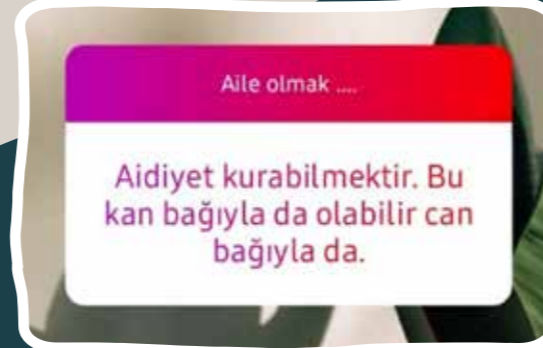 Aile olmak ....
Aidiyet kurabilmektir. Bu
kan bağıyla da olabilir can
bağıyla da.